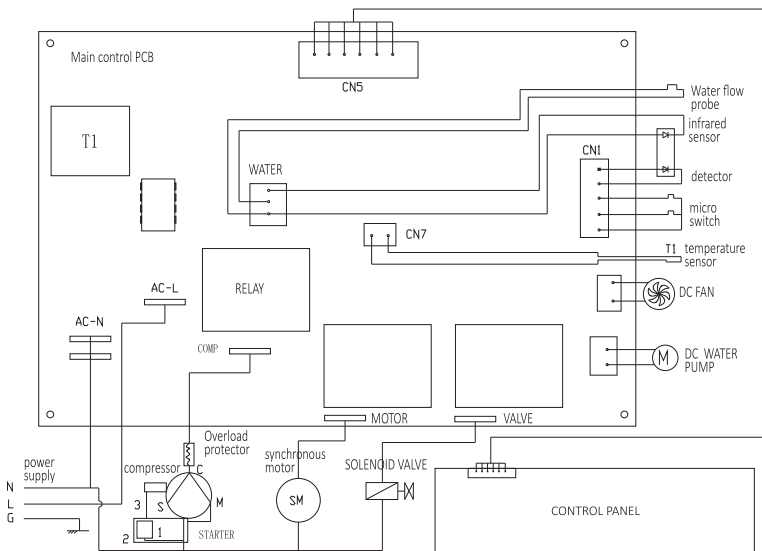 Main control PCB
CN5
T1
Water flow
probe
infrared
sensor
CN1
WATER
detector
micro
switch
CN7
T1 temperature
sensor
RELAY
AC-L
DC FAN
AC-N
COMP
M
DC WATER
PUMP
MOTOR
VALVE
Overload
protector
power
supply
compressor
C
synchronous
motor
SOLENOID VALVE
N
L
G
3
S
M
SM
CONTROL PANEL
1
2
STARTER